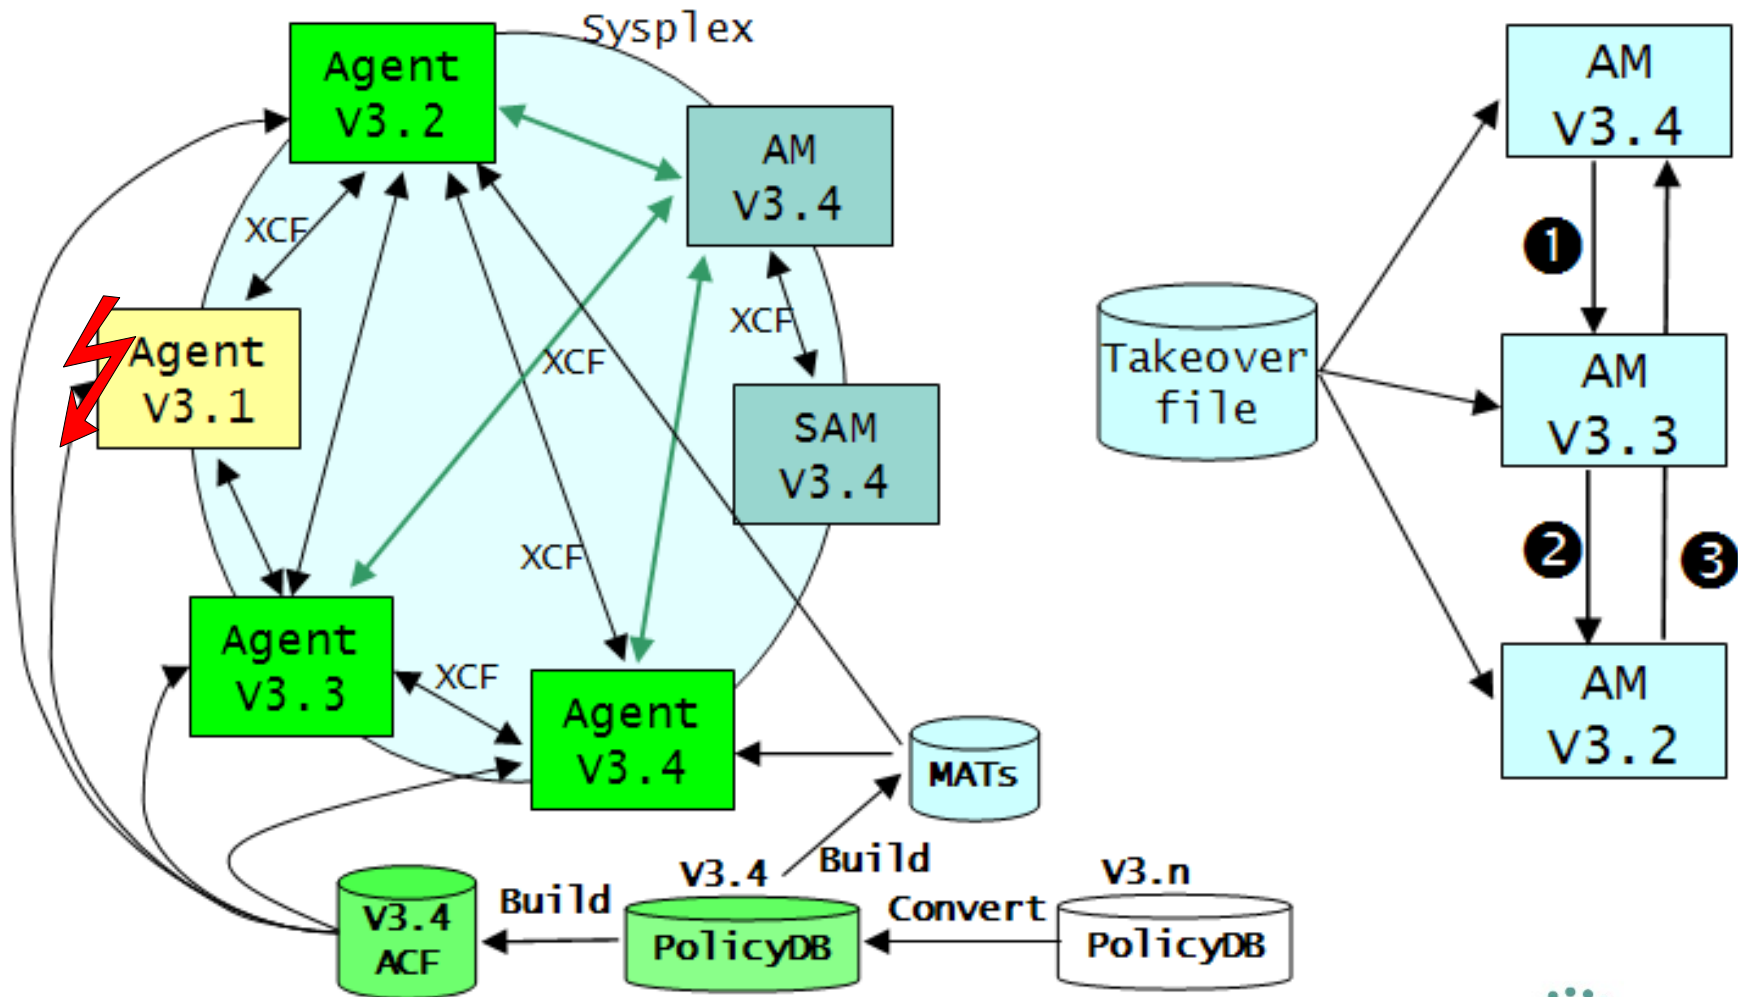 Sysplex
Agent
V3.2
AM
V3.4
XCF
XCF
Agent
V3.1
XCF
SAM
V3.4
XCF
Agent
V3.3
XCF
Agent
V3.4
MATs
V3.4
Build
V3.n
Build
Convert
V3.4
ACF
PolicyDB
PolicyDB
AM
V3.4
1
Takeover
file
AM
V3.3
2
3
AM
V3.2